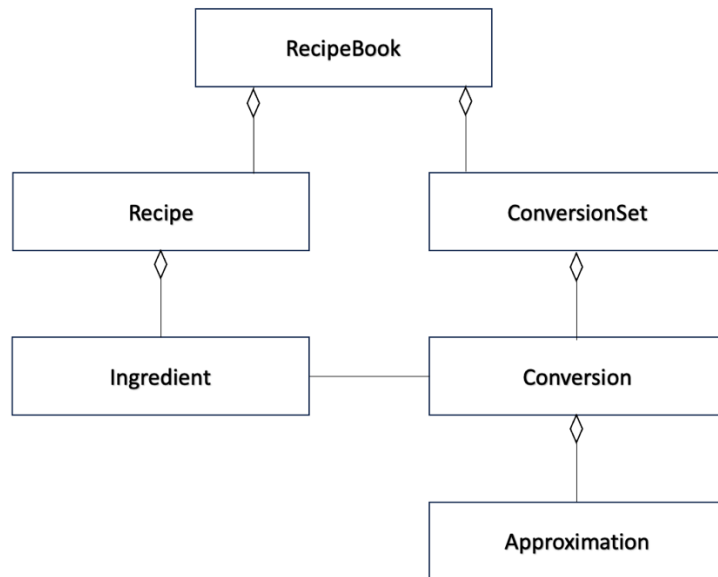 RecipeBook
Recipe
ConversionSet
Ingredient
Conversion
Approximation